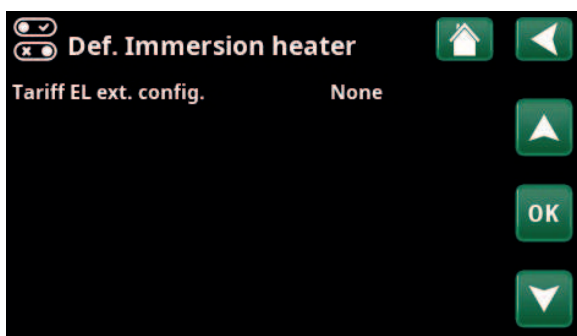 Def. Immersion heater
Tariff EL ext. config. None
OK